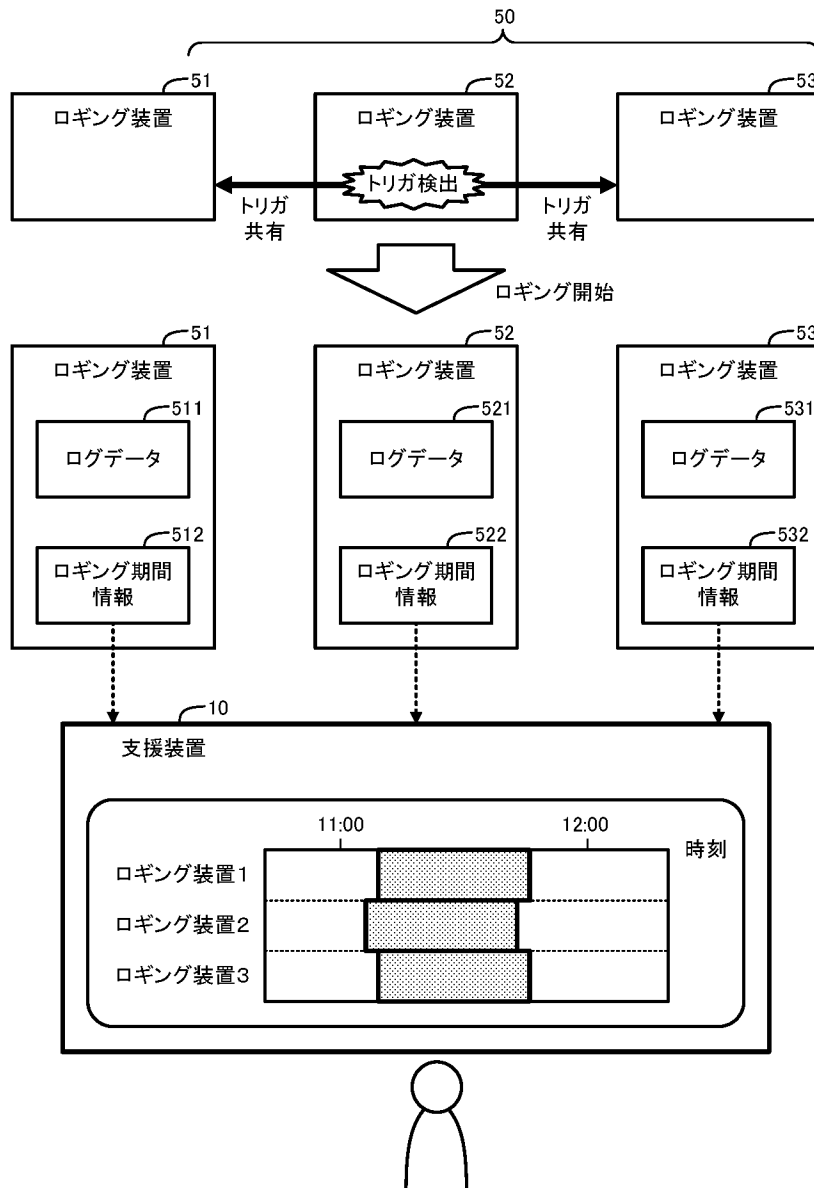 50
51
52
53
ロギング装置
ロギング装置
ロギング装置
トリガ検出
トリガ
共有
トリガ
共有
ロギング開始
51
52
53
ロギング装置
ロギング装置
ロギング装置
511
521
531
ログデータ
ログデータ
ログデータ
512
522
532
ロギング期間
情報
ロギング期間
情報
ロギング期間
情報
10
支援装置
11:00
12:00
時刻
ロギング装置1
ロギング装置2
ロギング装置3